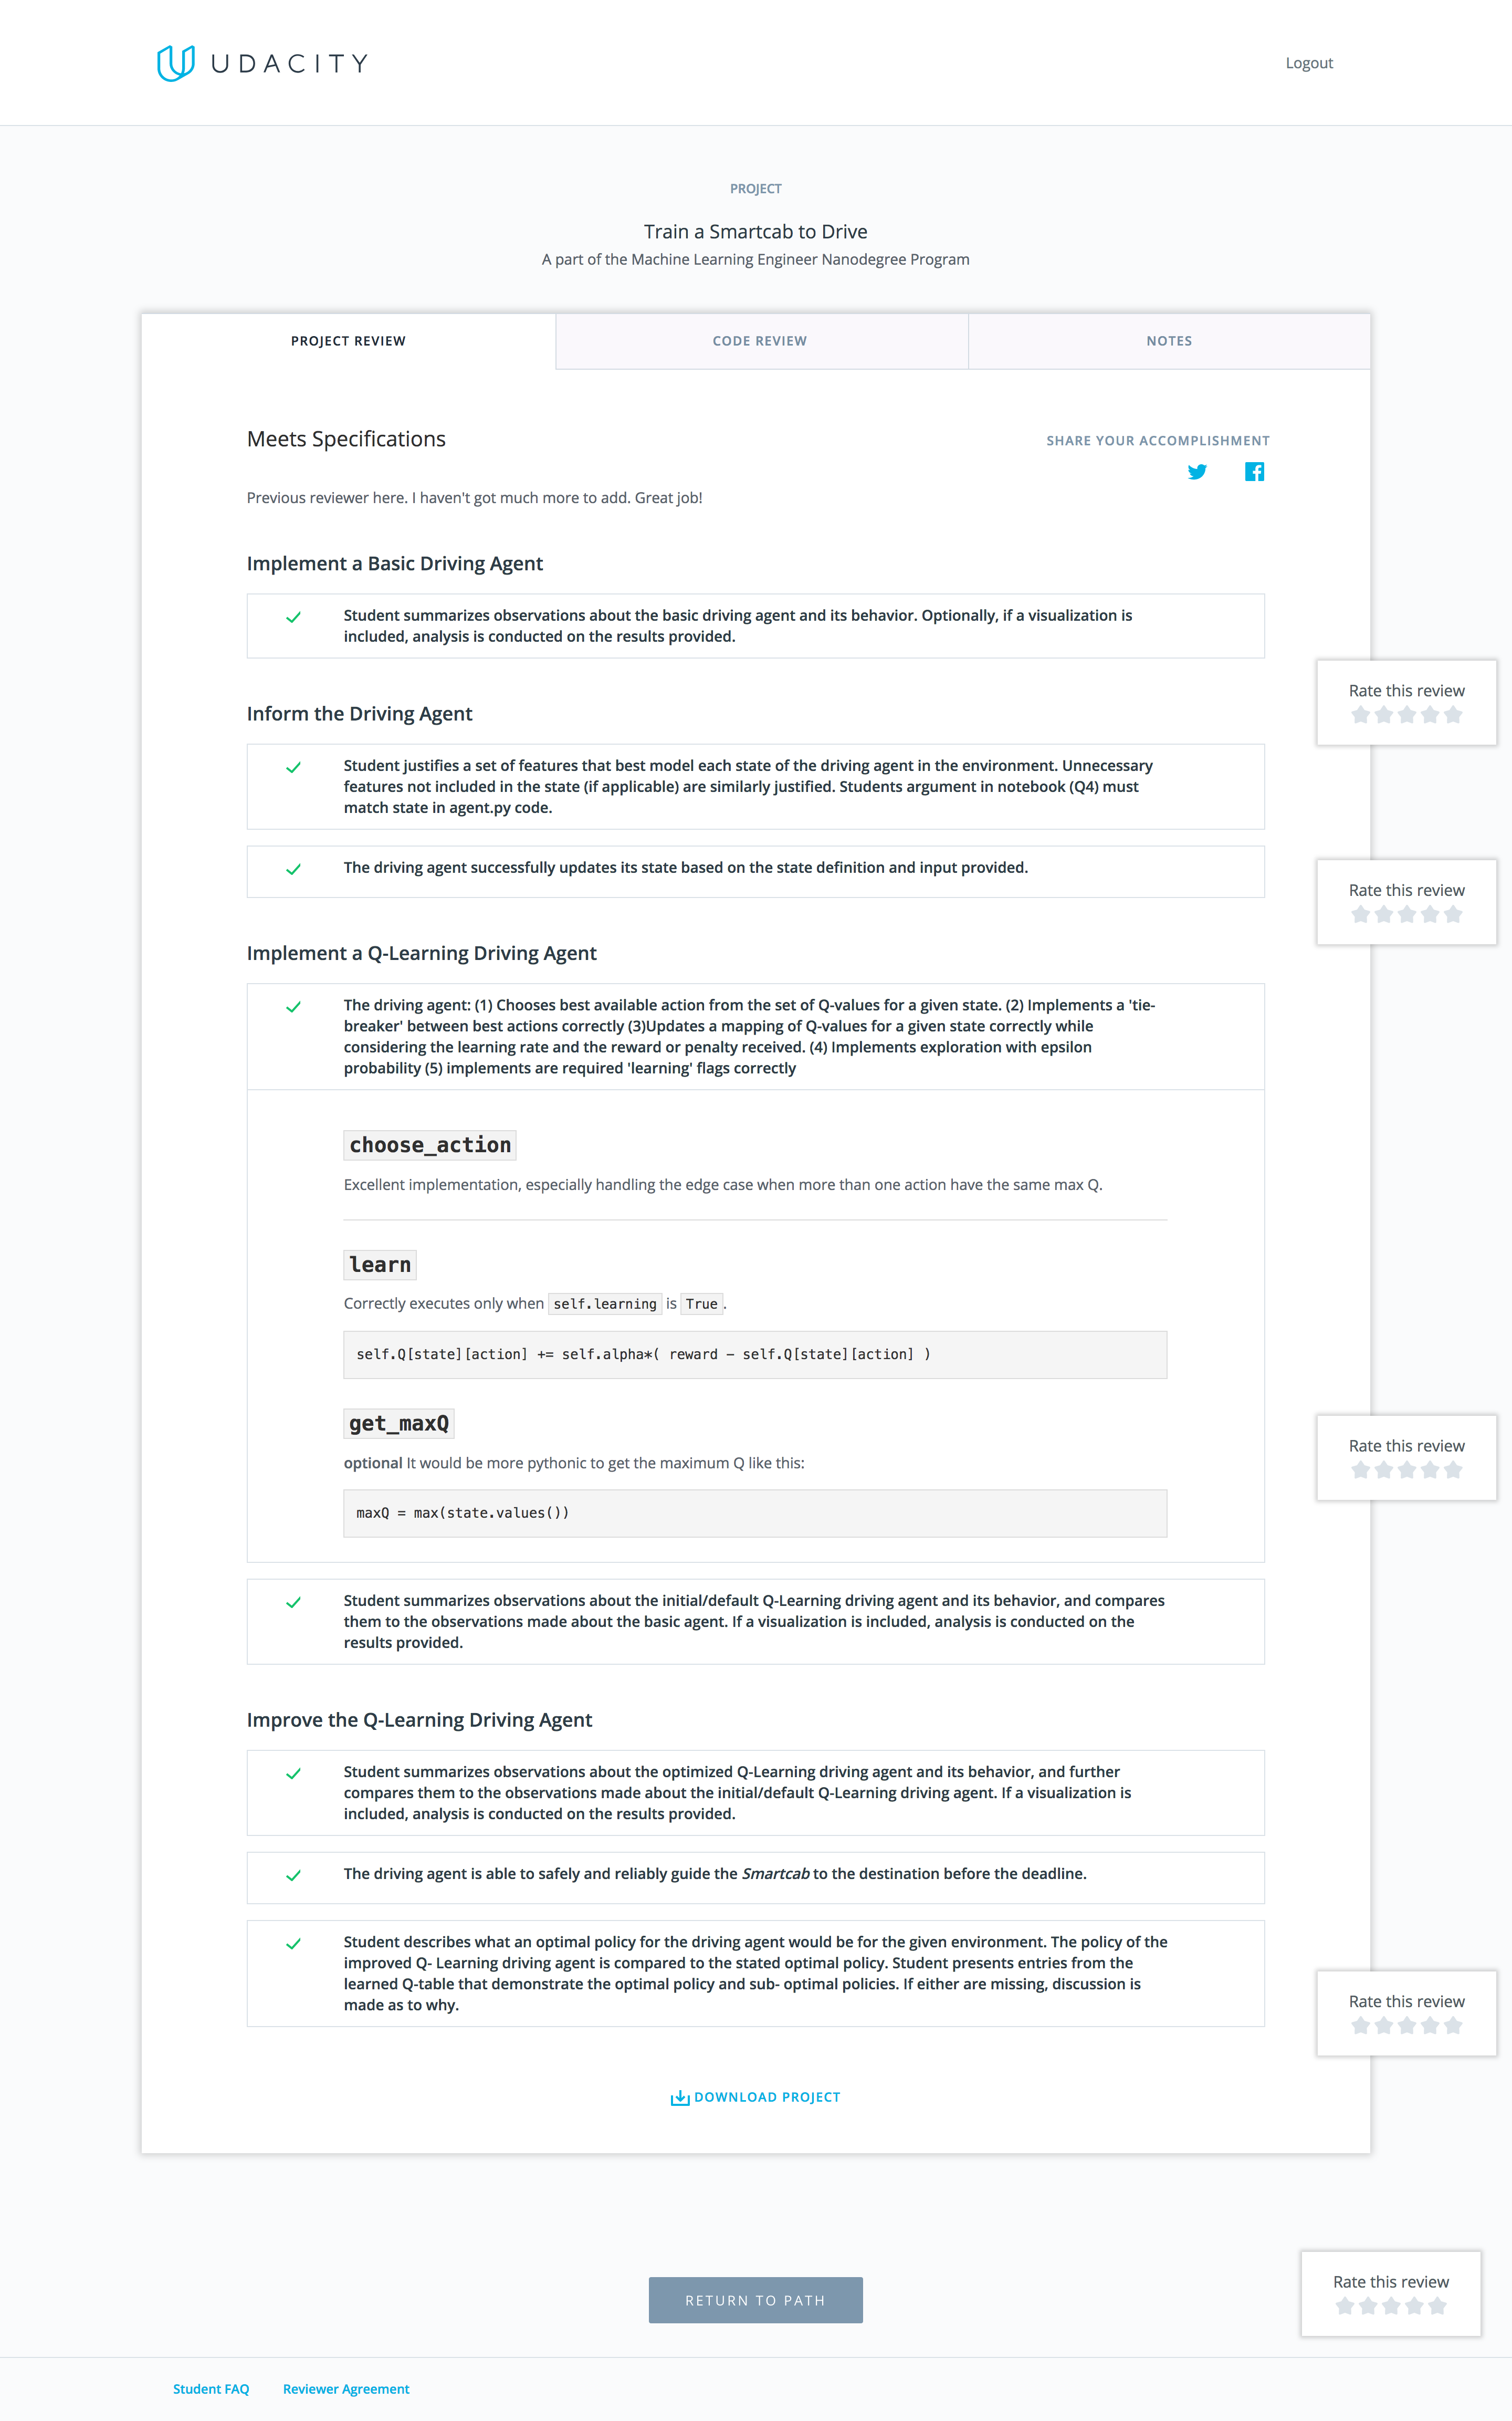 UDACITY
Logout
PROJECT
Train a Smartcab to Drive
A part of the Machine Learning Engineer Nanodegree Program
PROJECT REVIEW
CODE REVIEW
NOTES
Meets Specifications
SHARE YOUR ACCOMPLISHMENT
Previous reviewer here. I haven't got much more to add. Great job!
Implement a Basic Driving Agent
Student summarizes observations about the basic driving agent and its behavior. Optionally, if a visualization is
included, analysis is conducted on the results provided.
Rate this review
Inform the Driving Agent
Student justifies a set of features that best model each state of the driving agent in the environment. Unnecessary
features not included in the state (if applicable) are similarly justified. Students argument in notebook (Q4) must
match state in agent.py code.
The driving agent successfully updates its state based on the state definition and input provided.
Rate this review
Implement a Q-Learning Driving Agent
The driving agent: (1) Chooses best available action from the set of Q-values for a given state. (2) Implements a 'tie-
breaker' between best actions correctly (3)Updates a mapping of Q-values for a given state correctly while
considering the learning rate and the reward or penalty received. (4) Implements exploration with epsilon
probability (5) implements are required 'learning' flags correctly
choose_action
Excellent implementation, especially handling the edge case when more than one action have the same max Q.
learn
Correctly executes only when self.learning is True.
self.Q[state][action] += self.alpha*( reward - self.Q[state][action] )
get_maxQ
Rate this review
optional It would be more pythonic to get the maximum Q like this:
maxQ = max(state.values())
Student summarizes observations about the initial/default Q-Learning driving agent and its behavior, and compares
them to the observations made about the basic agent. If a visualization is included, analysis is conducted on the
results provided.
Improve the Q-Learning Driving Agent
Student summarizes observations about the optimized Q-Learning driving agent and its behavior, and further
compares them to the observations made about the initial/default Q-Learning driving agent. If a visualization is
included, analysis is conducted on the results provided.
The driving agent is able to safely and reliably guide the Smartcab to the destination before the deadline.
Student describes what an optimal policy for the driving agent would be for the given environment. The policy of the
improved Q- Learning driving agent is compared to the stated optimal policy. Student presents entries from the
learned Q-table that demonstrate the optimal policy and sub- optimal policies. If either are missing, discussion is
made as to why.
Rate this review
DOWNLOAD PROJECT
Rate this review
RETURN TO PATH
Student FAQ
Reviewer Agreement